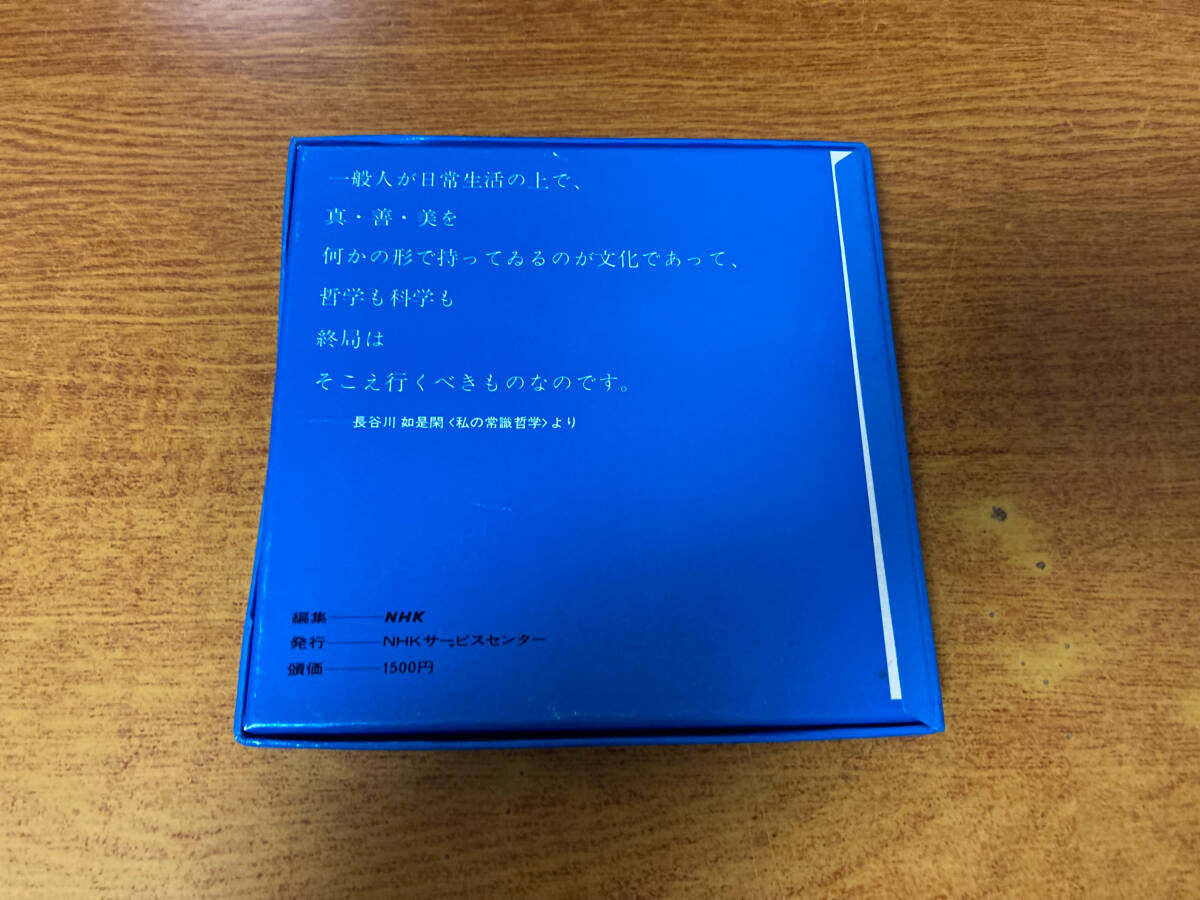 一般人が日常生活の上で、
真・善・美を
何かの形で持ってゐるのが文化であって、
哲学も科学も
終局は
そこえ行くべきものなのです。
――長谷川 如是閑〈私の常識哲学〉より
編集――NHK
発行――NHKサービスセンター
頒価――1500円